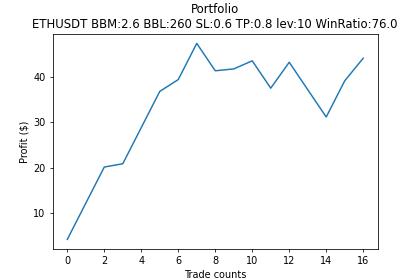 Portfolio
ETHUSDT BBM:2.6 BBL:260 SL:0.6 TP:0.8 lev:10 WinRatio:76.0
Profit ($)
40
30
20
10
0 2 4 6 8 10 12 14 16
Trade counts